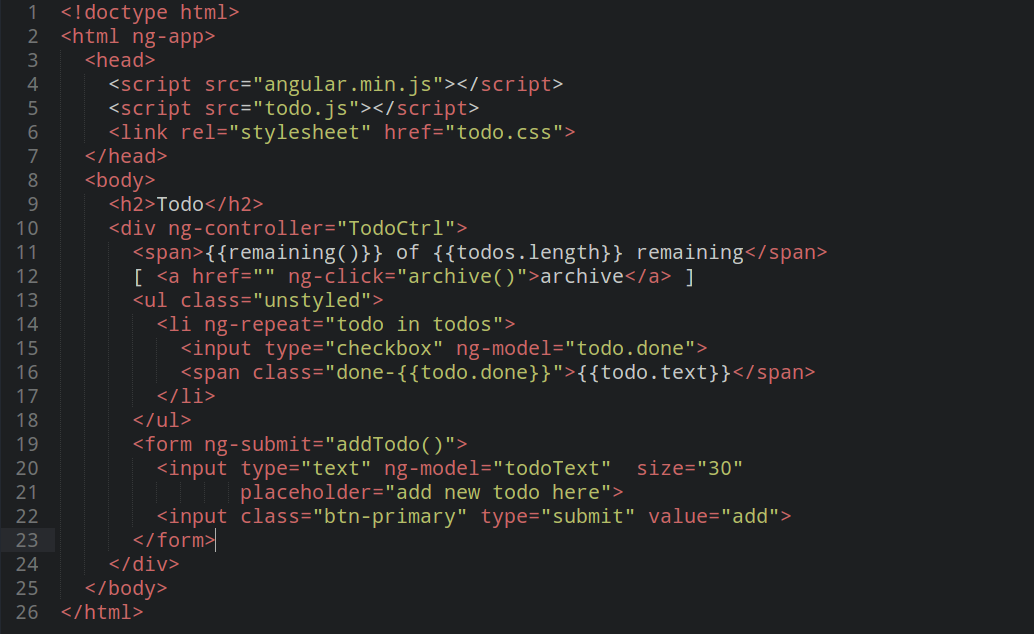 1 <!doctype html>
2 <html ng-app>
3   <head>
4     <script src="angular.min.js"></script>
5     <script src="todo.js"></script>
6     <link rel="stylesheet" href="todo.css">
7   </head>
8   <body>
9     <h2>Todo</h2>
10     <div ng-controller="TodoCtrl">
11       <span>{{remaining()}} of {{todos.length}} remaining</span>
12       [ <a href="" ng-click="archive()">archive</a> ]
13       <ul class="unstyled">
14         <li ng-repeat="todo in todos">
15           <input type="checkbox" ng-model="todo.done">
16           <span class="done-{{todo.done}}">{{todo.text}}</span>
17         </li>
18       </ul>
19       <form ng-submit="addTodo()">
20         <input type="text" ng-model="todoText"  size="30"
21                placeholder="add new todo here">
22         <input class="btn-primary" type="submit" value="add">
23       </form>
24     </div>
25   </body>
26 </html>